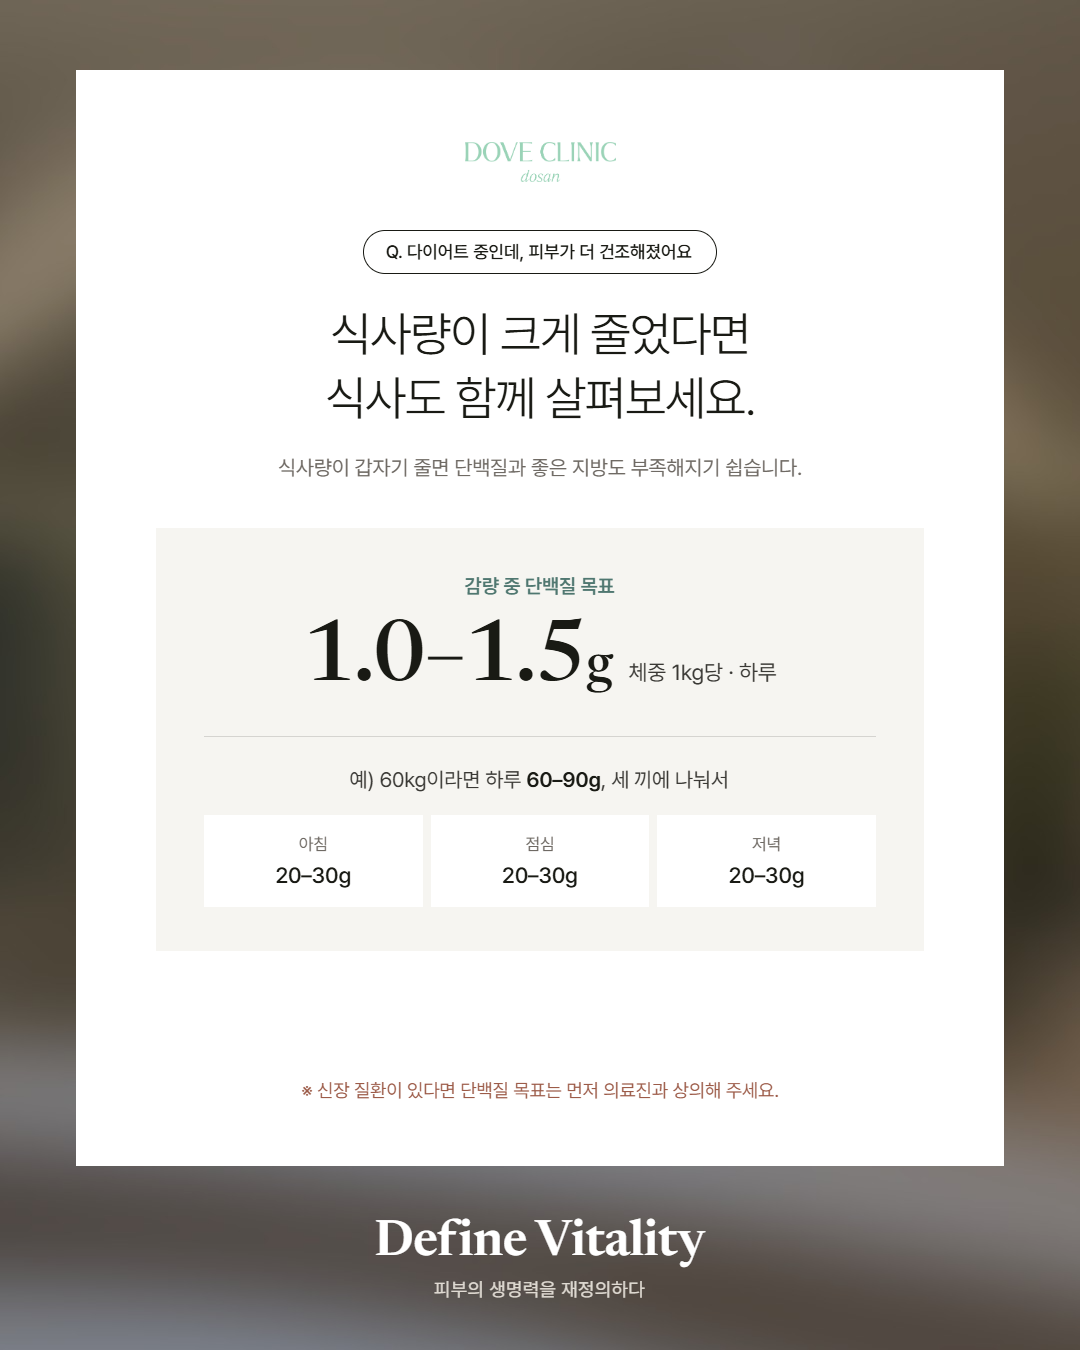 DOVE CLINIC
dosan
Q. 다이어트 중인데, 피부가 더 건조해졌어요
식사량이 크게 줄었다면
식사도 함께 살펴보세요.
식사량이 갑자기 줄면 단백질과 좋은 지방도 부족해지기 쉽습니다.
감량 중 단백질 목표
1.0–1.5g 체중 1kg당 · 하루
예) 60kg이라면 하루 60–90g, 세 끼에 나눠서
아침 점심 저녁
20–30g 20–30g 20–30g
※ 신장 질환이 있다면 단백질 목표는 먼저 의료진과 상의해 주세요.
Define Vitality
피부의 생명력을 재정의하다